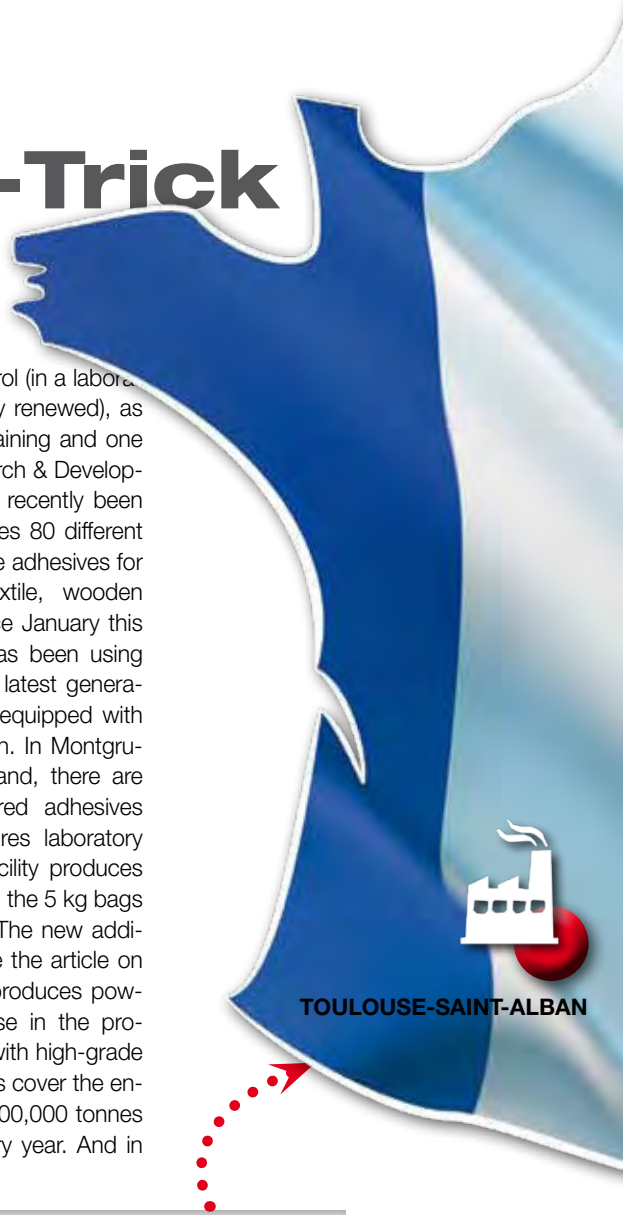 -Trick
rol (in a labora-
y renewed), as
aining and one
rch & Develop-
recently been
es 80 different
e adhesives for
xtile, wooden
ce January this
as been using
latest genera-
equipped with
n. In Montgru-
and, there are
red adhesives
res laboratory
cility produces
the 5 kg bags
The new addi-
e the article on
produces pow-
se in the pro-
with high-grade
s cover the en-
00,000 tonnes
ry year. And in
TOULOUSE-SAINT-ALBAN